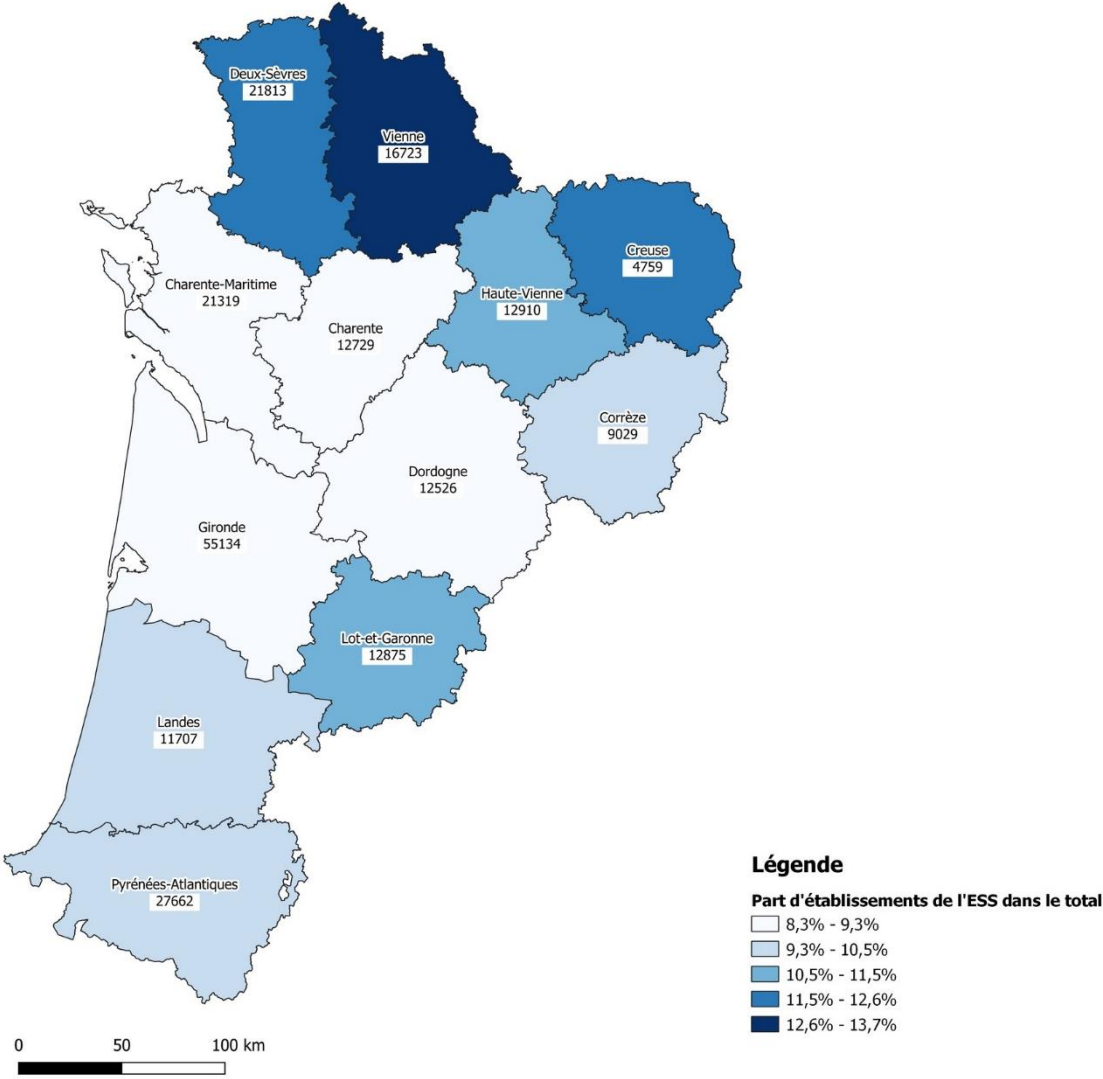 Deux-Sèvres
21813
Vienne
16723
Creuse
4759
Charente-Maritime
21319
Haute-Vienne
12910
Charente
12729
Corrèze
9029
Dordogne
12526
Gironde
55134
Lot-et-Garonne
12875
Landes
11707
Pyrénées-Atlantiques
27662
Légende
Part d'établissements de l'ESS dans le total
8,3% - 9,3%
9,3% - 10,5%
10,5% - 11,5%
11,5% - 12,6%
12,6% - 13,7%
0 50 100 km